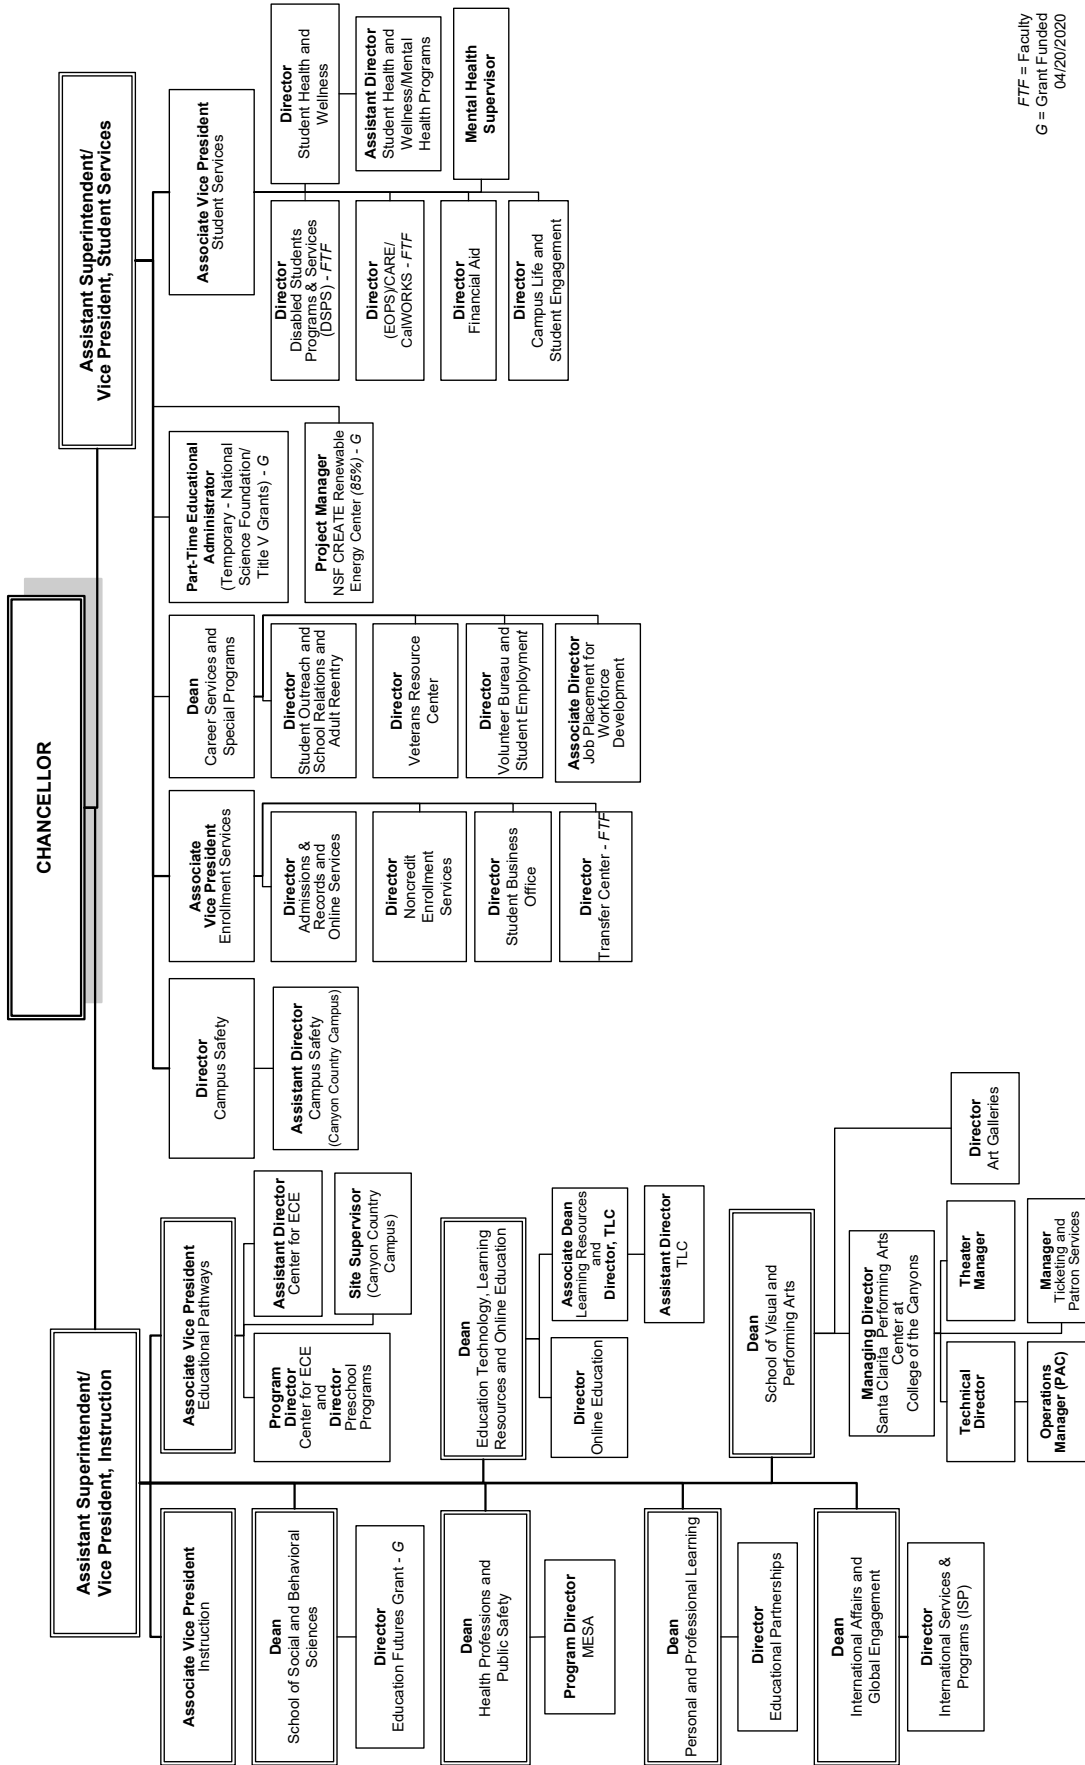 CHANCELLOR
Assistant Superintendent/
Vice President, Instruction
Associate Vice President
Instruction
Associate Vice President
Educational Pathways
Program
Director
Center for ECE
and
Director
Preschool
Programs
Assistant Director
Center for ECE
Site Supervisor
(Canyon Country
Campus)
Dean
School of Social and Behavioral
Sciences
Director
Education Futures Grant - G
Dean
Education Technology, Learning
Resources and Online Education
Director
Online Education
Associate Dean
Learning Resources
and
Director, TLC
Assistant Director
TLC
Dean
Health Professions and
Public Safety
Program Director
MESA
Dean
Personal and Professional Learning
Director
Educational Partnerships
Dean
School of Visual and
Performing Arts
Managing Director
Santa Clarita Performing Arts
Center at
College of the Canyons
Director
Art Galleries
Technical
Director
Theater
Manager
Operations
Manager (PAC)
Manager
Ticketing and
Patron Services
Dean
International Affairs and
Global Engagement
Director
International Services &
Programs (ISP)
Assistant Superintendent/
Vice President, Student Services
Director
Campus Safety
Assistant Director
Campus Safety
(Canyon Country Campus)
Associate
Vice President
Enrollment Services
Director
Admissions &
Records and
Online Services
Director
Noncredit
Enrollment
Services
Director
Student Business
Office
Director
Transfer Center - FTF
Dean
Career Services and
Special Programs
Director
Student Outreach and
School Relations and
Adult Reentry
Director
Veterans Resource
Center
Director
Volunteer Bureau and
Student Employment
Associate Director
Job Placement for
Workforce
Development
Part-Time Educational
Administrator
(Temporary - National
Science Foundation/
Title V Grants) - G
Project Manager
NSF CREATE Renewable
Energy Center (85%) - G
Associate Vice President
Student Services
Director
Disabled Students
Programs & Services
(DSPS) - FTF
Director
(EOPS)/CARE/
CalWORKS - FTF
Director
Financial Aid
Director
Campus Life and
Student Engagement
Director
Student Health and
Wellness
Assistant Director
Student Health and
Wellness/Mental
Health Programs
Mental Health
Supervisor
FTF = Faculty
G = Grant Funded
04/20/2020